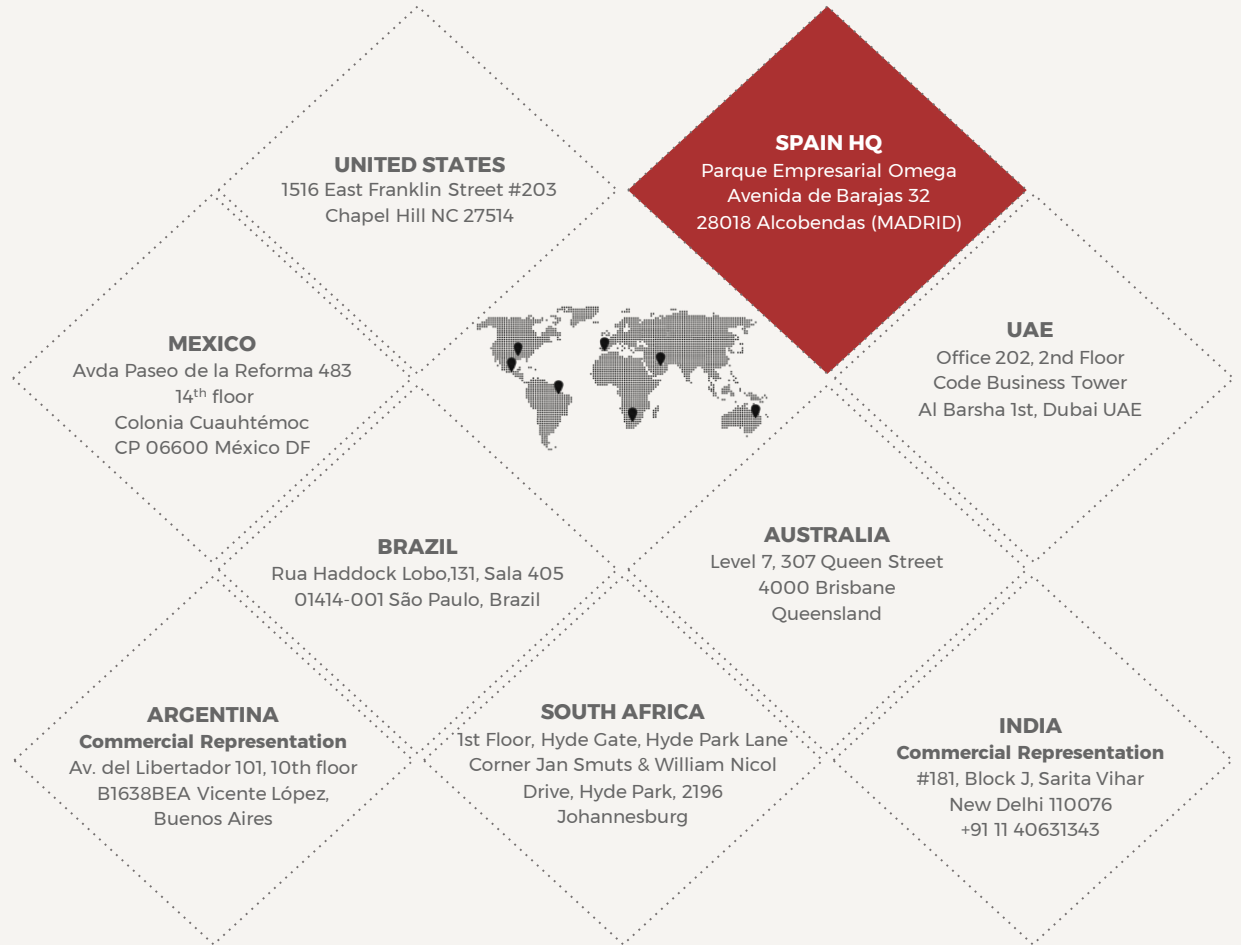 UNITED STATES
1516 East Franklin Street #203
Chapel Hill NC 27514
SPAIN HQ
Parque Empresarial Omega
Avenida de Barajas 32
28018 Alcobendas (MADRID)
MEXICO
Avda Paseo de la Reforma 483
14th floor
Colonia Cuauhtémoc
CP 06600 México DF
UAE
Office 202, 2nd Floor
Code Business Tower
Al Barsha 1st, Dubai UAE
BRAZIL
Rua Haddock Lobo,131, Sala 405
01414-001 São Paulo, Brazil
AUSTRALIA
Level 7, 307 Queen Street
4000 Brisbane
Queensland
ARGENTINA
Commercial Representation
Av. del Libertador 101, 10th floor
B1638BEA Vicente López,
Buenos Aires
SOUTH AFRICA
1st Floor, Hyde Gate, Hyde Park Lane
Corner Jan Smuts & William Nicol
Drive, Hyde Park, 2196
Johannesburg
INDIA
Commercial Representation
#181, Block J, Sarita Vihar
New Delhi 110076
+91 11 40631343